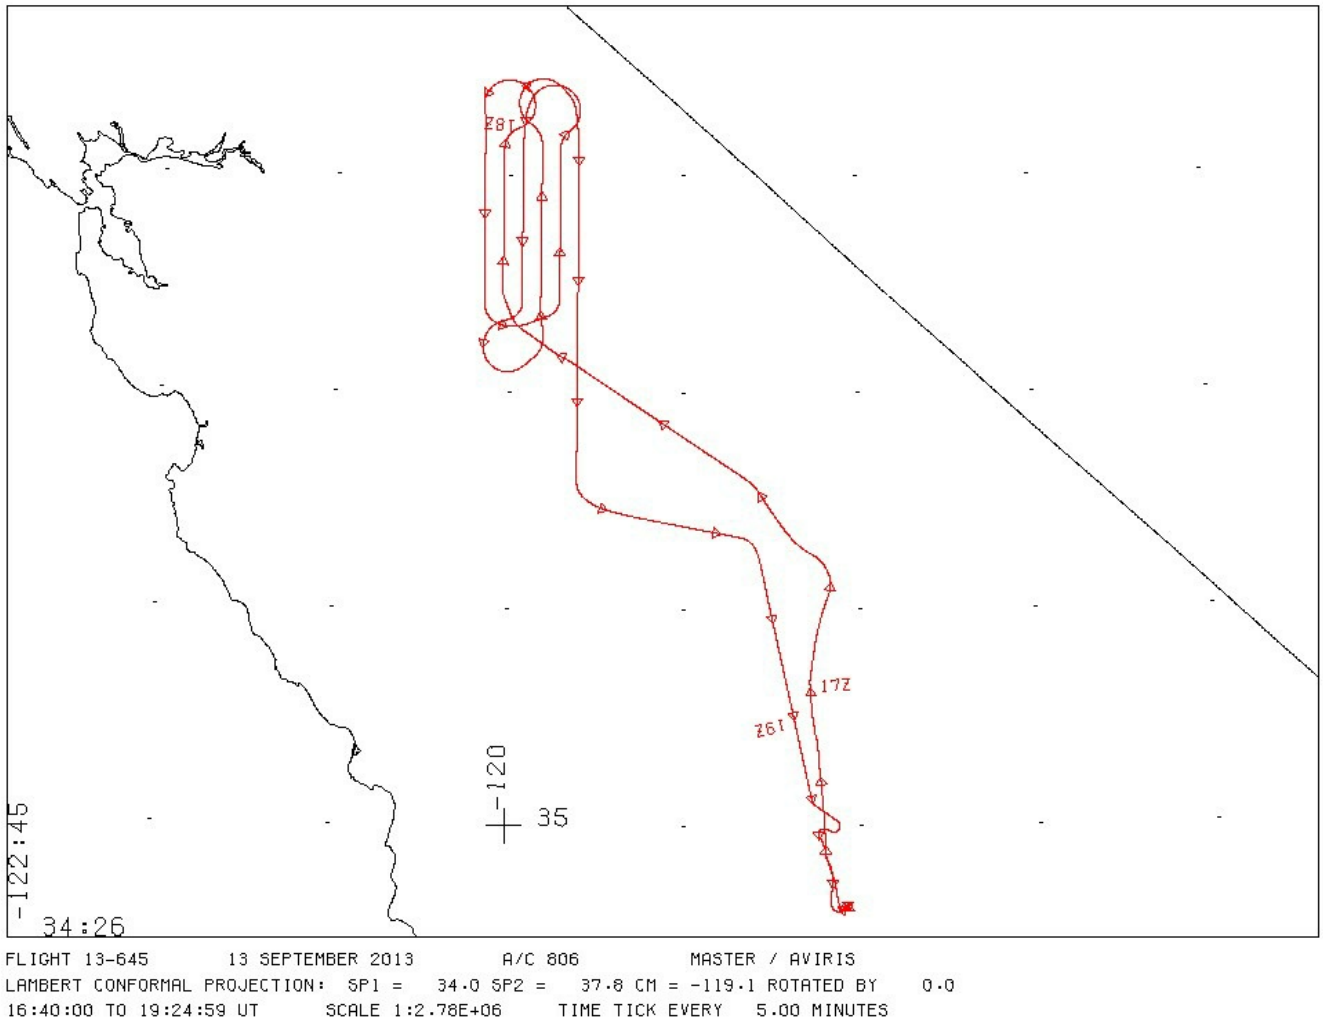 18Z
17Z
19Z
-120
35
-122:45
34:26
FLIGHT 13-645 13 SEPTEMBER 2013 A/C 806 MASTER / AVIRIS
LAMBERT CONFORMAL PROJECTION: SP1 = 34.0 SP2 = 37.8 CM = -119.1 ROTATED BY 0.0
16:40:00 TO 19:24:59 UT SCALE 1:2.78E+06 TIME TICK EVERY 5.00 MINUTES